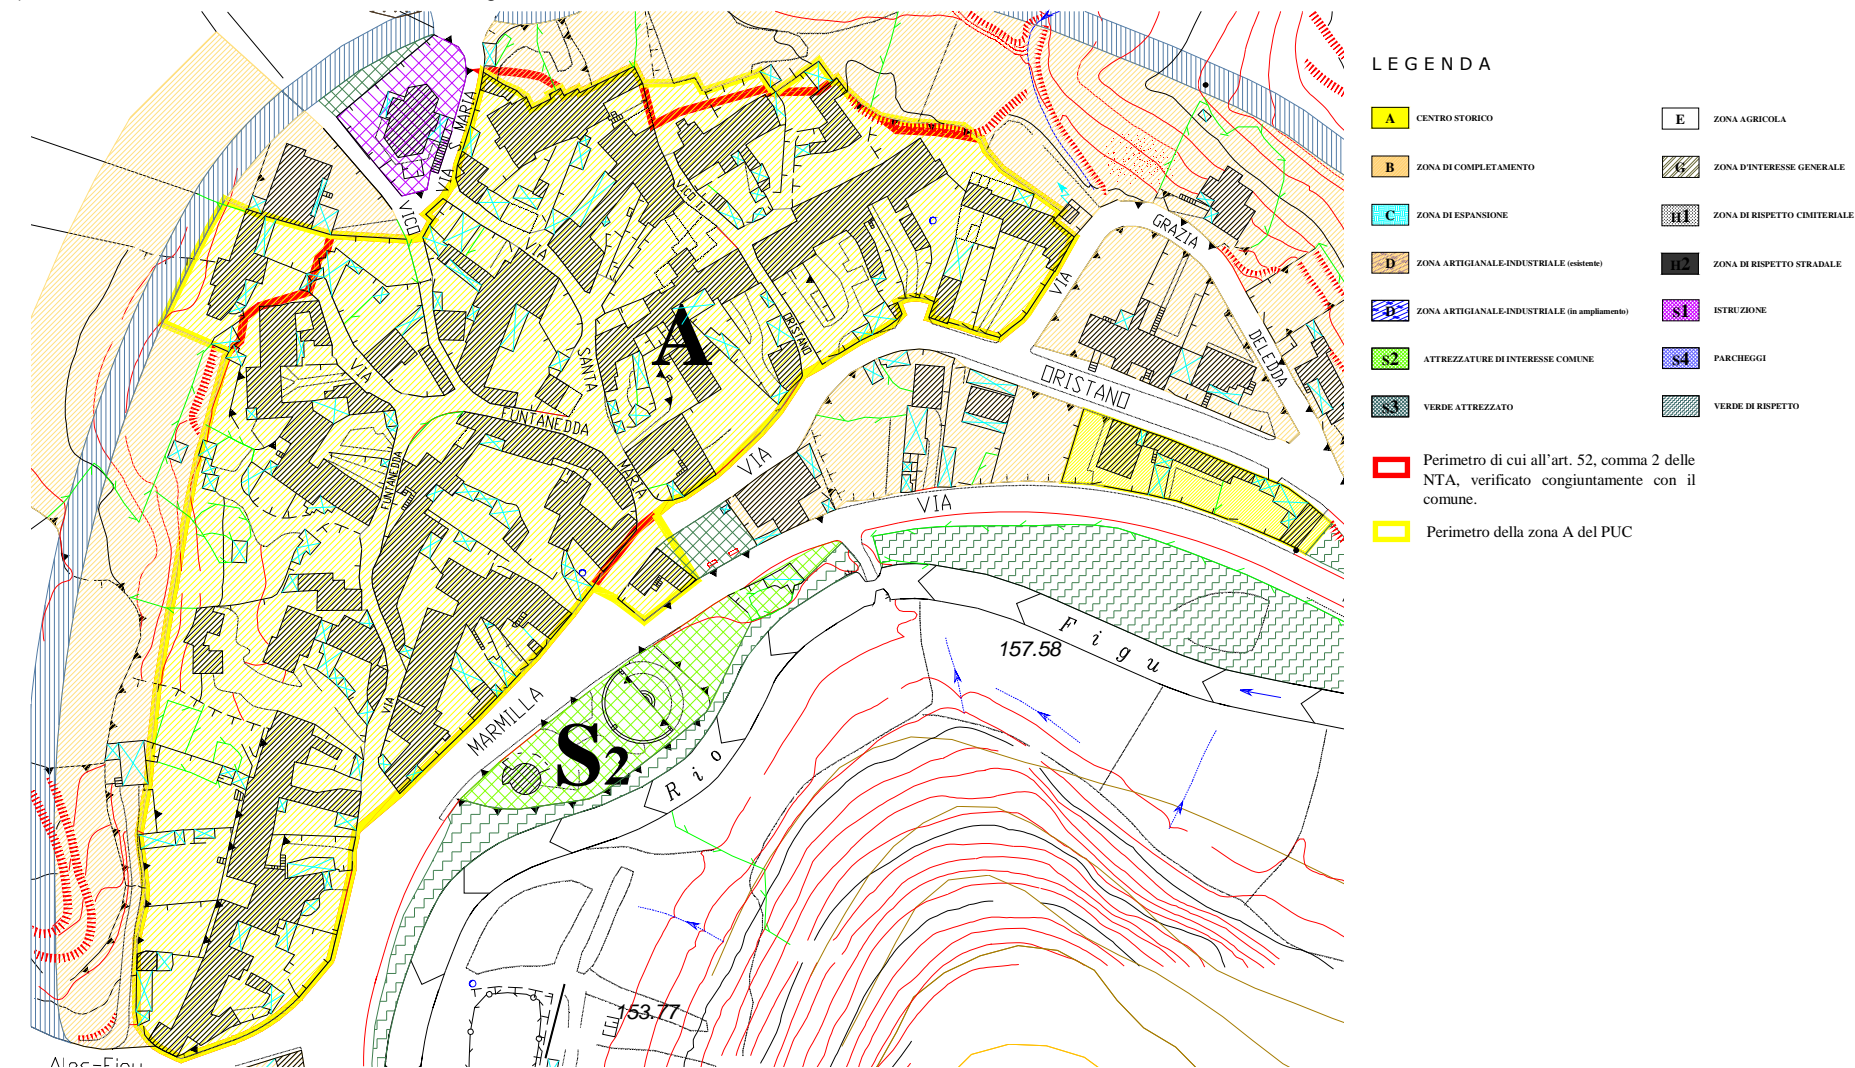 LEGENDA
A CENTRO STORICO
B ZONA DI COMPLETAMENTO
C ZONA DI ESPANSIONE
D ZONA ARTIGIANALE-INDUSTRIALE (esistente)
D ZONA ARTIGIANALE-INDUSTRIALE (in ampliamento)
S2 ATTREZZATURE DI INTERESSE COMUNE
S3 VERDE ATTREZZATO
E ZONA AGRICOLA
G ZONA D'INTERESSE GENERALE
H1 ZONA DI RISPETTO CIMITERIALE
H2 ZONA DI RISPETTO STRADALE
S1 ISTRUZIONE
S4 PARCHEGGI
VERDE DI RISPETTO
Perimetro di cui all'art. 52, comma 2 delle
NTA, verificato congiuntamente con il
comune.
Perimetro della zona A del PUC
VIA S MARIA
VICO
VIA
VICO
ORISTANO
A
SANTA
MARIA
VIA
FUNTANEDDA
FUNTANEDDA
VIA
VIA
GRAZIA
DELEDDA
VIA
ORISTANO
VIA
MARMILLA
S2
Rio
Figu
157.58
153.77
Ales-Figu